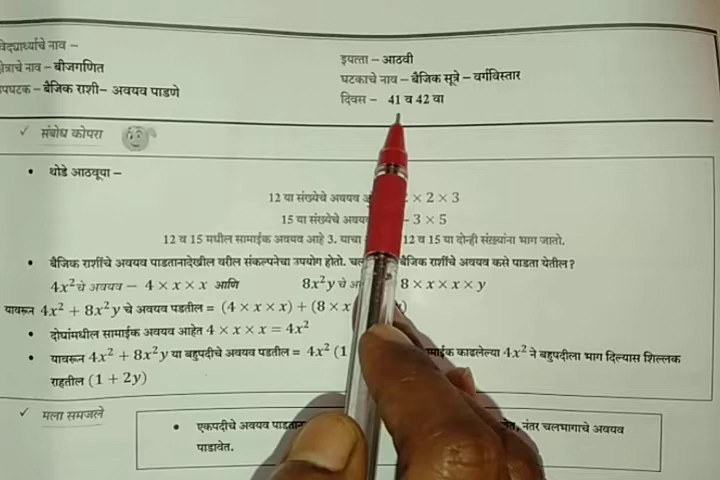 विद्यार्थ्याचे नाव –
क्षेत्राचे नाव – बीजगणित
उपघटक – बैजिक राशी– अवयव पाडणे
इयत्ता – आठवी
घटकाचे नाव – बैजिक सूत्रे – वर्गविस्तार
दिवस – 41 व 42 वा
✓ संबोध कोपरा
• थोडे आठवूया –
12 या संख्येचे अवयव × 2 × 3
15 या संख्येचे अवयव – 3 × 5
12 व 15 मधील सामाईक अवयव आहे 3. याचा 12 व 15 या दोन्ही संख्यांना भाग जातो.
• बैजिक राशींचे अवयव पाडतानादेखील वरील संकल्पनेचा उपयोग होतो. बैजिक राशींचे अवयव कसे पाडता येतील?
4x² चे अवयव – 4 × x × x आणि 8x²y चे 8 × x × x × y
यावरून 4x² + 8x²y चे अवयव पडतील = (4 × x × x) + (8 × x
• दोघांमधील सामाईक अवयव आहेत 4 × x × x = 4x²
• यावरून 4x² + 8x²y या बहुपदीचे अवयव पडतील = 4x² (1 काढलेल्या 4x² ने बहुपदीला भाग दिल्यास शिल्लक
राहतील (1 + 2y)
✓ मला समजले
• एकपदीचे अवयव नंतर चलभागाचे अवयव
पाडावेत.